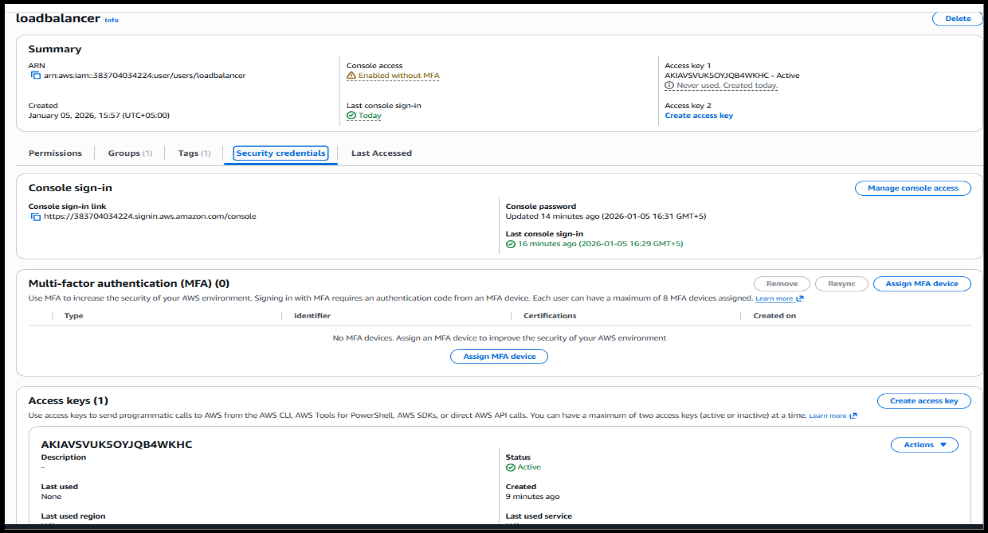 loadbalancer Info
Delete
Summary
ARN
arn:aws:iam::383704034224:user/users/loadbalancer
Console access
Enabled without MFA
Access key 1
AKIAVSVUK5OYJQB4WKHC - Active
Never used. Created today.
Created
January 05, 2026, 15:57 (UTC+05:00)
Last console sign-in
Today
Access key 2
Create access key
Permissions Groups (1) Tags (1) Security credentials Last Accessed
Console sign-in
Manage console access
Console sign-in link
https://383704034224.signin.aws.amazon.com/console
Console password
Updated 14 minutes ago (2026-01-05 16:31 GMT+5)
Last console sign-in
16 minutes ago (2026-01-05 16:29 GMT+5)
Multi-factor authentication (MFA) (0)
Remove Resync Assign MFA device
Use MFA to increase the security of your AWS environment. Signing in with MFA requires an authentication code from an MFA device. Each user can have a maximum of 8 MFA devices assigned. Learn more
Type Identifier Certifications Created on
No MFA devices. Assign an MFA device to improve the security of your AWS environment
Assign MFA device
Access keys (1)
Create access key
Use access keys to send programmatic calls to AWS from the AWS CLI, AWS Tools for PowerShell, AWS SDKs, or direct AWS API calls. You can have a maximum of two access keys (active or inactive) at a time. Learn more
AKIAVSVUK5OYJQB4WKHC
Actions
Description
-
Status
Active
Last used
None
Created
9 minutes ago
Last used region
Last used service